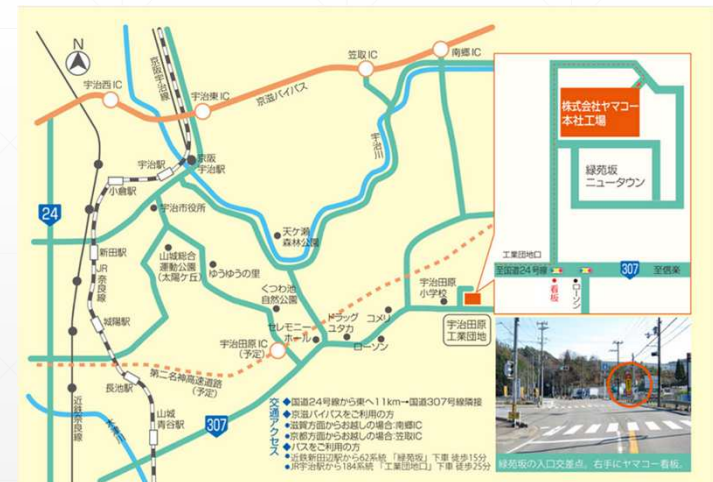 N
宇治西IC
京阪宇治線
宇治東IC
京滋バイパス
笠取IC
南郷IC
宇治川
京阪
宇治駅
宇治駅
小倉駅
24
宇治市役所
新田駅
JR奈良線
山城総合
運動公園
(太陽ケ丘)
ゆうゆうの里
天ケ瀬
森林公園
くつわ池
自然公園
城陽駅
セレモニー
ホール
ドラッグ
ユタカ
コメリ
ローソン
宇治田原
小学校
宇治田原
工業団地
宇治田原IC
(予定)
第二名神高速道路
(予定)
長池駅
山城
青谷駅
近鉄奈良線
木津川
307
株式会社ヤマコー
本社工場
緑苑坂
ニュータウン
工業団地口
至国道24号線
307
至信楽
看板
ローソン
交通アクセス
◆国道24号線から東へ11km→国道307号線隣接
◆京滋バイパスをご利用の方
●滋賀方面からお越しの場合:南郷IC
●京都方面からお越しの場合:笠取IC
◆バスをご利用の方
●近鉄新田辺駅から62系統「緑苑坂」下車 徒歩15分
●JR宇治駅から184系統「工業団地口」下車 徒歩25分
緑苑坂の入口交差点。右手にヤマコー看板。